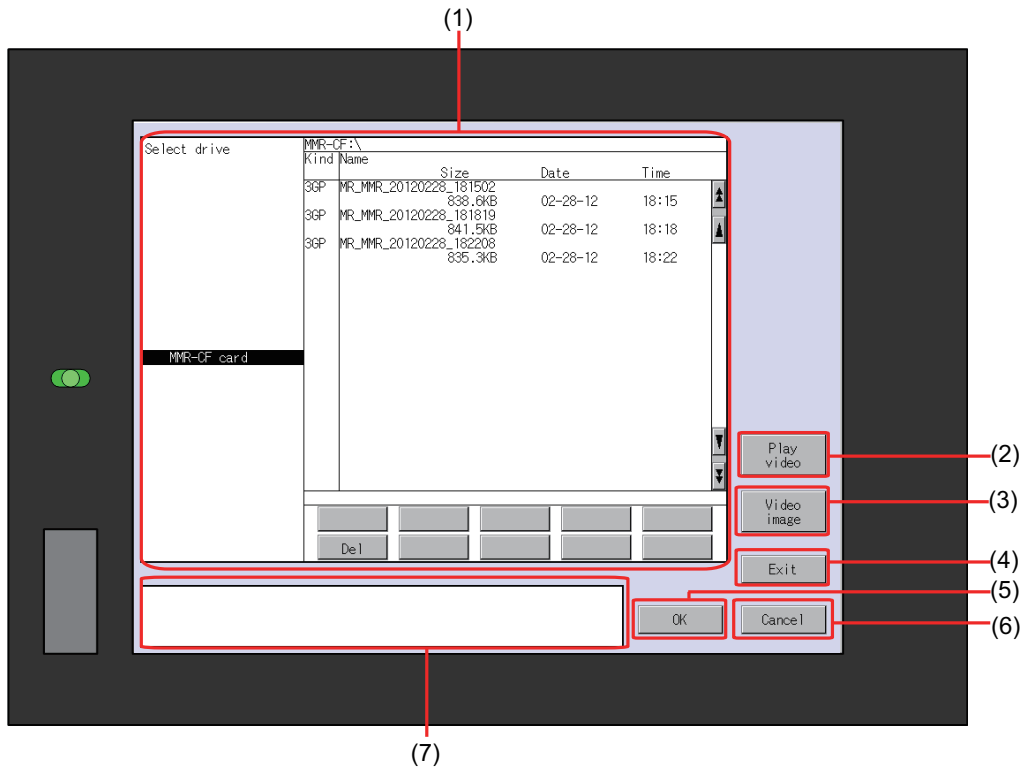 (1)
Select drive
MMR-CF:\
Kind Name
Size Date Time
3GP MR_MMR_20120228_181502
838.6KB 02-28-12 18:15
3GP MR_MMR_20120228_181819
841.5KB 02-28-12 18:18
3GP MR_MMR_20120228_182208
835.3KB 02-28-12 18:22
MMR-CF card
Play
video
(2)
Video
image
(3)
Del
Exit
(4)
(5)
OK
Cancel
(6)
(7)